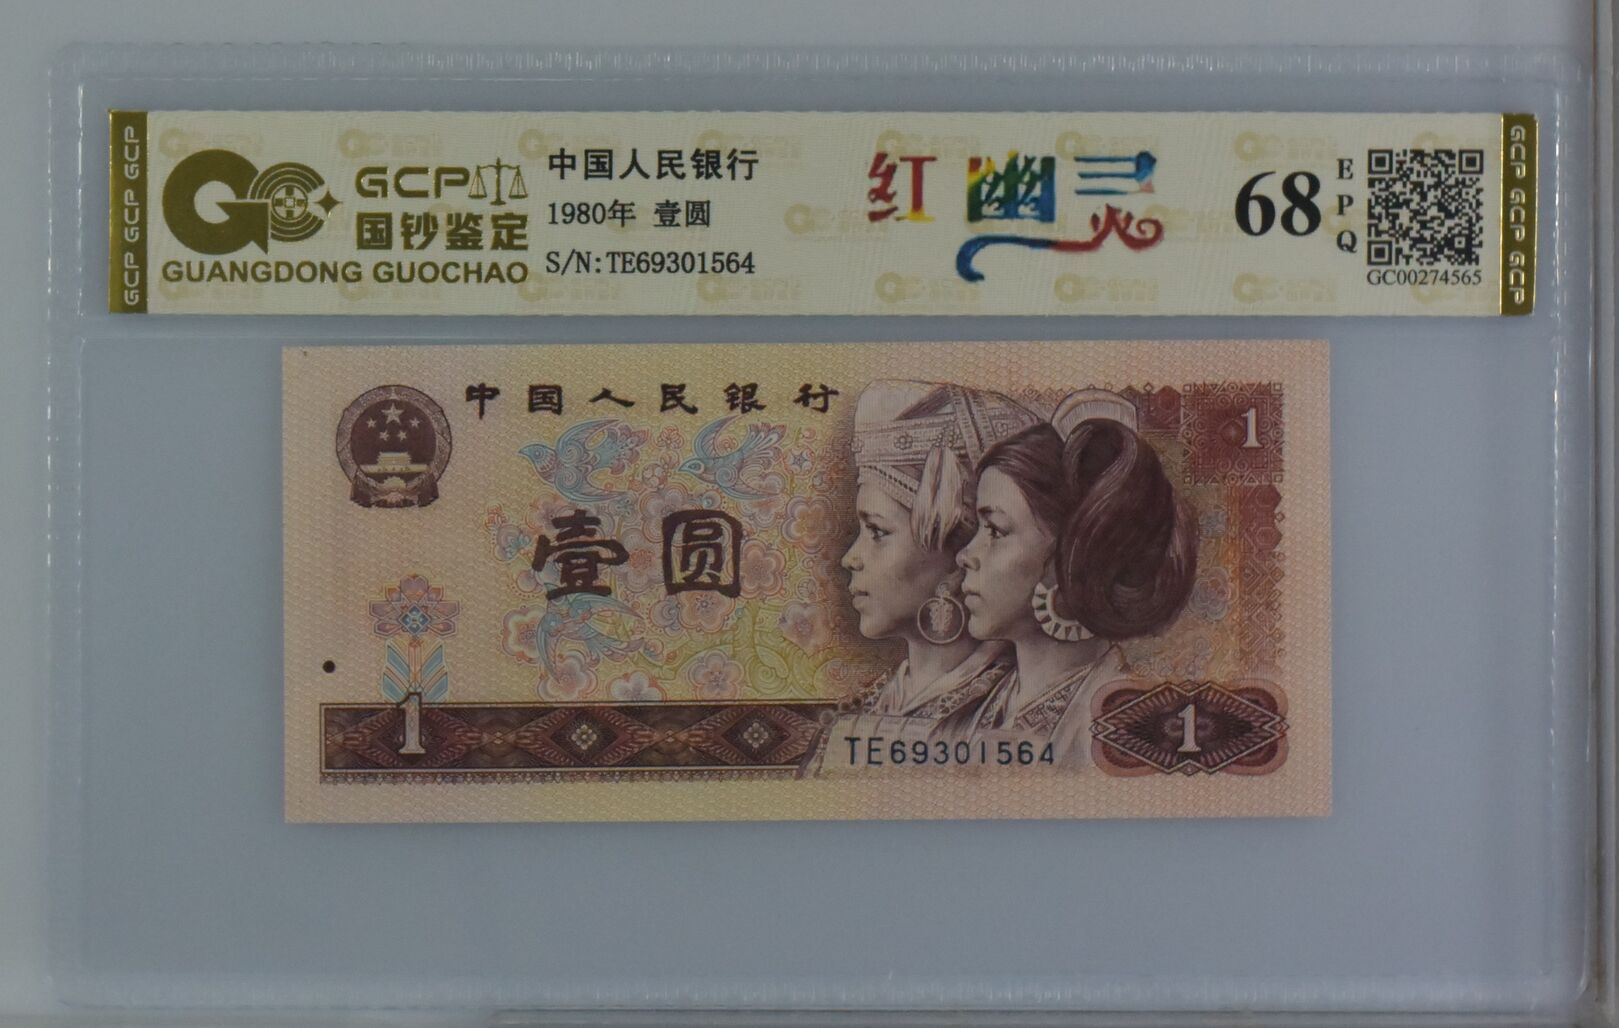 GCP GCP GCP
GCP
国钞鉴定
GUANGDONG GUOCHAO
中国人民银行
1980年 壹圆
S/N:TE69301564
红幽灵
68
EPQ
GC00274565
GCP GCP GCP
中国人民银行
1
壹圆
1
TE69301564
1